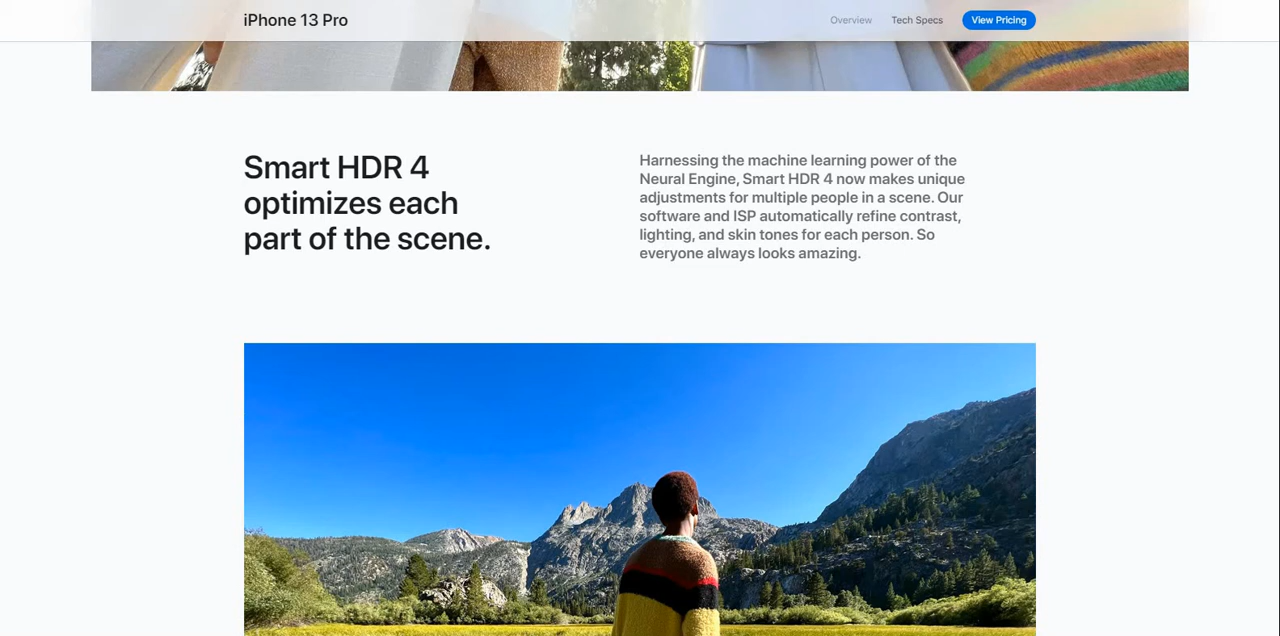 iPhone 13 Pro
Overview
Tech Specs
View Pricing
Smart HDR 4
optimizes each
part of the scene.
Harnessing the machine learning power of the
Neural Engine, Smart HDR 4 now makes unique
adjustments for multiple people in a scene. Our
software and ISP automatically refine contrast,
lighting, and skin tones for each person. So
everyone always looks amazing.